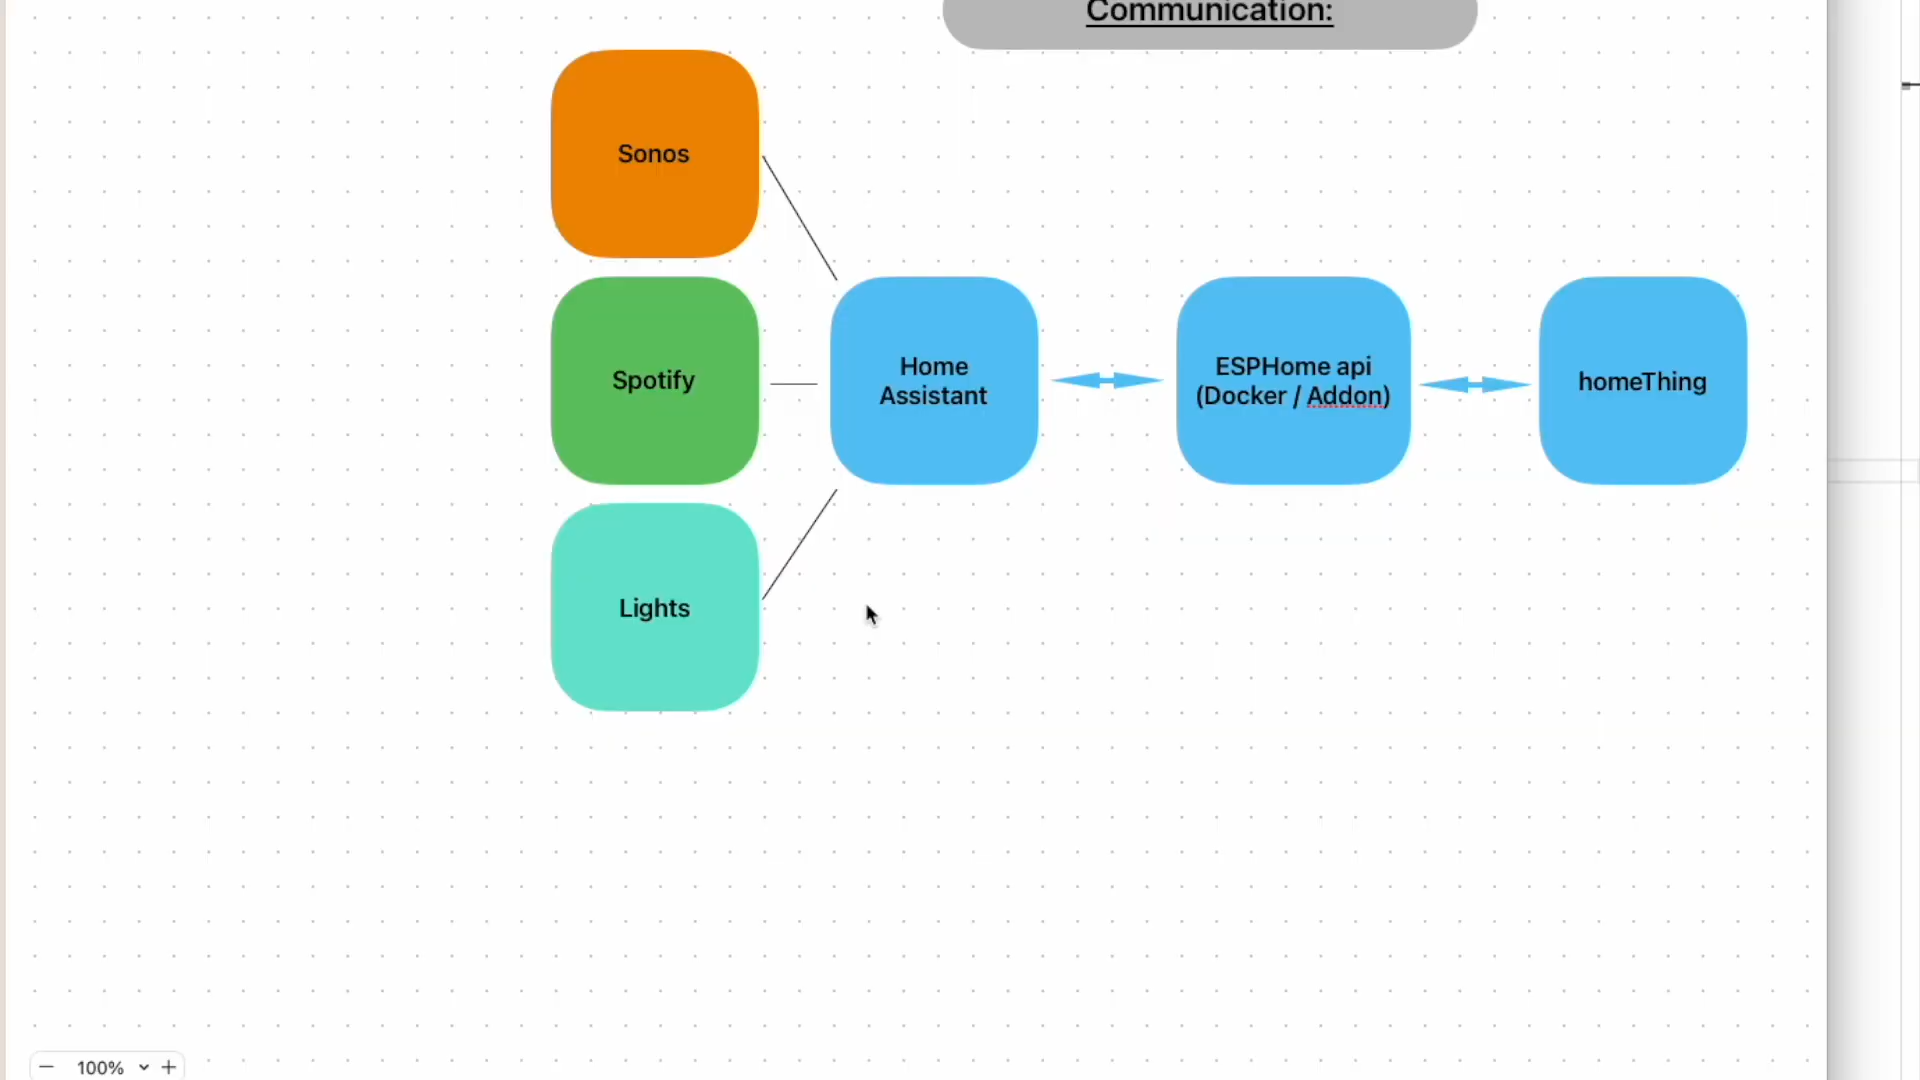 Communication:
Sonos
Spotify
Home
Assistant
ESPHome api
(Docker / Addon)
homeThing
Lights
100%